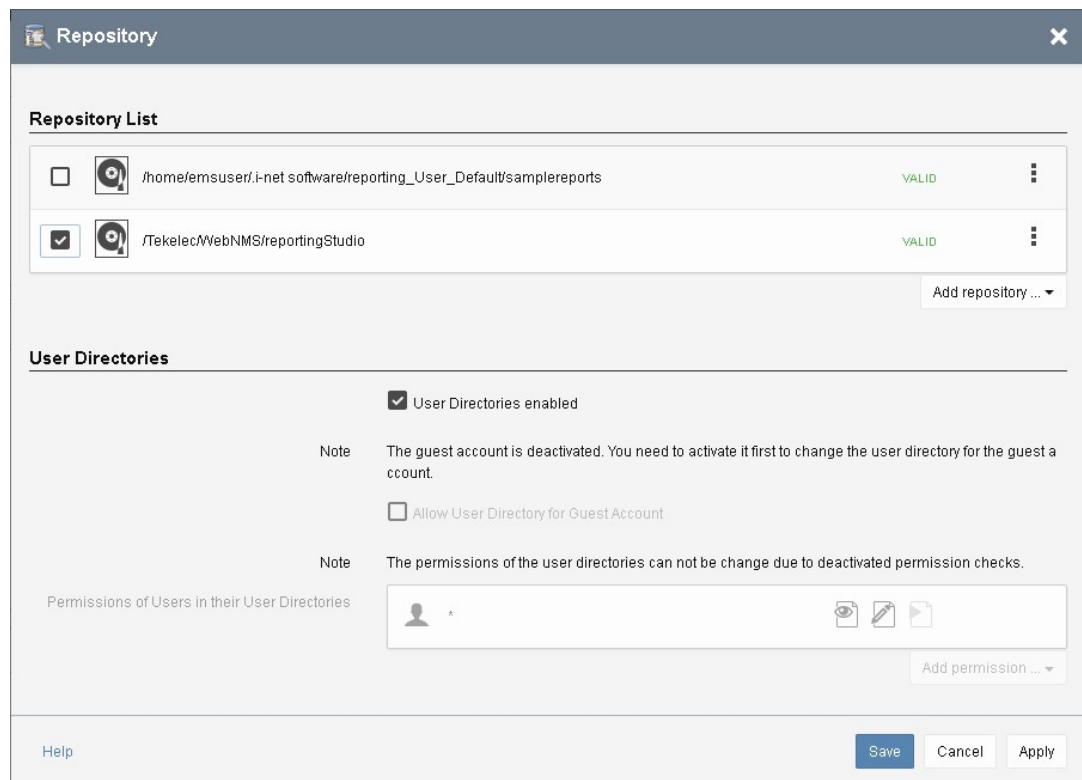 Repository
Repository List
/home/emsuser/.i-net software/reporting_User_Default/samplereports VALID
/Tekelec/WebNMS/reportingStudio VALID
Add repository ...
User Directories
User Directories enabled
Note The guest account is deactivated. You need to activate it first to change the user directory for the guest a
ccount.
Allow User Directory for Guest Account
Note The permissions of the user directories can not be change due to deactivated permission checks.
Permissions of Users in their User Directories *
Add permission ...
Help Save Cancel Apply